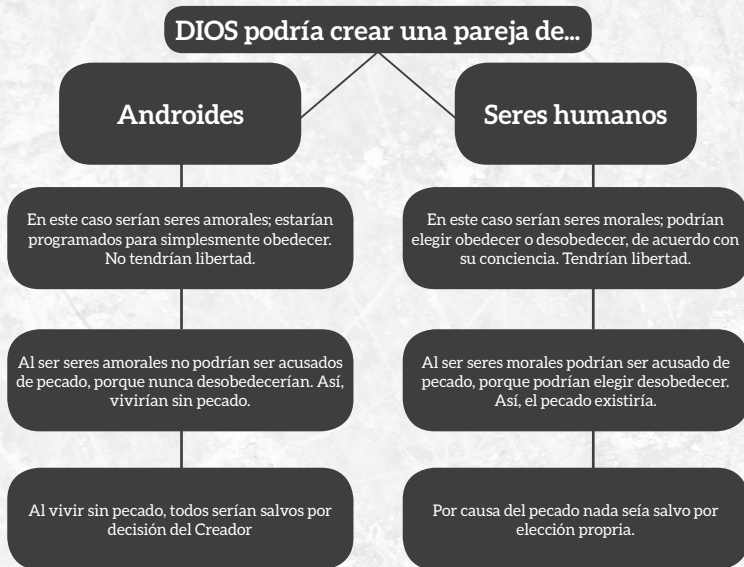 DIOS podría crear una pareja de...
Androides
En este caso serían seres amorales; estarían
programados para simplemente obedecer.
No tendrían libertad.
Al ser seres amorales no podrían ser acusados
de pecado, porque nunca desobedecerían. Así,
vivirían sin pecado.
Al vivir sin pecado, todos serían salvos por
decisión del Creador
Seres humanos
En este caso serían seres morales; podrían
elegir obedecer o desobedecer, de acuerdo con
su conciencia. Tendrían libertad.
Al ser seres morales podrían ser acusado de
pecado, porque podrían elegir desobedecer.
Así, el pecado existiría.
Por causa del pecado nada seía salvo por
elección propria.